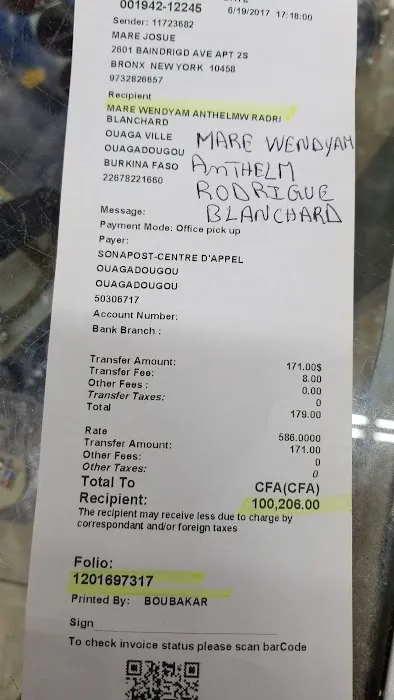 001942-12245 6/19/2017 17:18:00
Sender: 11723682
MARE JOSUE
2601 BAINDRIGD AVE APT 2S
BRONX NEW YORK 10458
9732826657
Recipient
MARE WENDYAM ANTHELMW RADRI
BLANCHARD
OUAGA VILLE
OUAGADOUGOU
BURKINA FASO
22678221660
MARE WENDYAM
ANTHELM
RODRIGUE
BLANCHARD
Message:
Payment Mode: Office pick up
Payer:
SONAPOST-CENTRE D'APPEL
OUAGADOUGOU
OUAGADOUGOU
50306717
Account Number:
Bank Branch :
Transfer Amount: 171.00$
Transfer Fee: 8.00
Other Fees : 0.00
Transfer Taxes: 0
Total 179.00
Rate 586.0000
Transfer Amount: 171.00
Other Fees: 0
Other Taxes: 0
Total To CFA(CFA)
Recipient: 100,206.00
The recipient may receive less due to charge by
correspondant and/or foreign taxes
Folio:
1201697317
Printed By: BOUBAKAR
Sign
To check invoice status please scan barCode